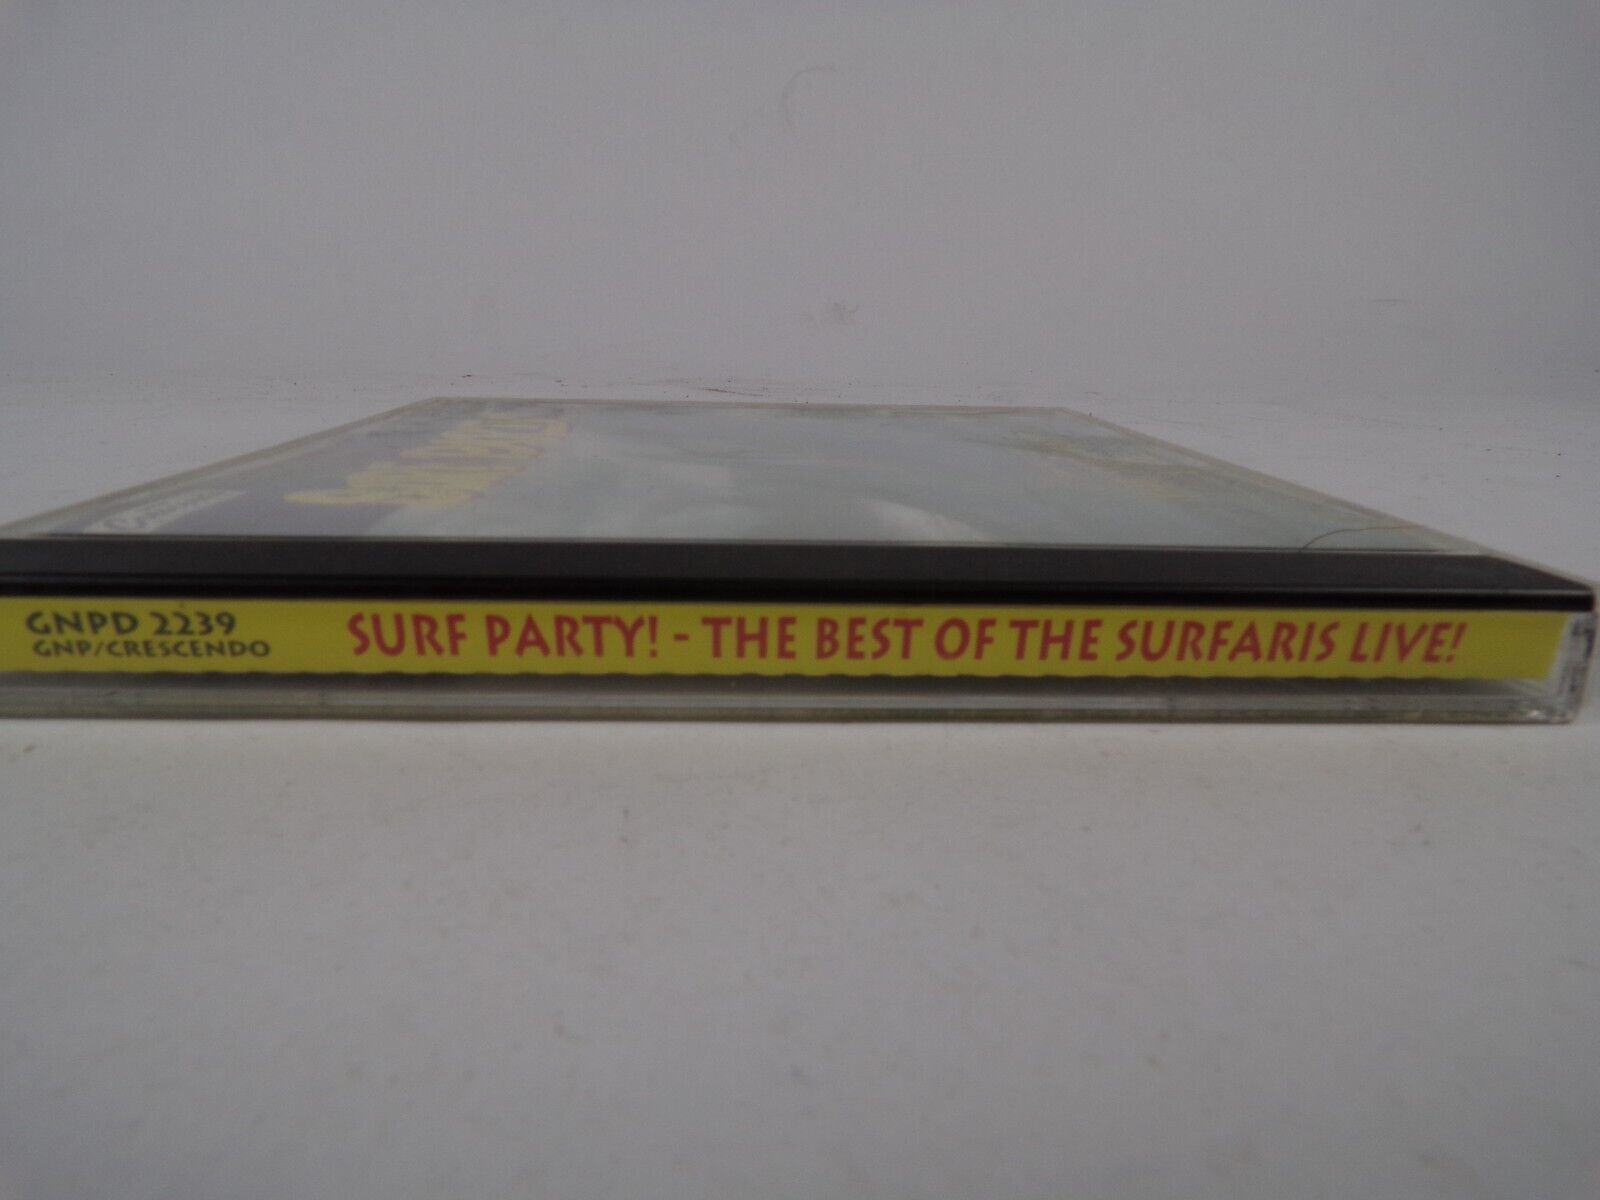 GNPD 2239
GNP/CRESCENDO
SURF PARTY! - THE BEST OF THE SURFARIS LIVE!